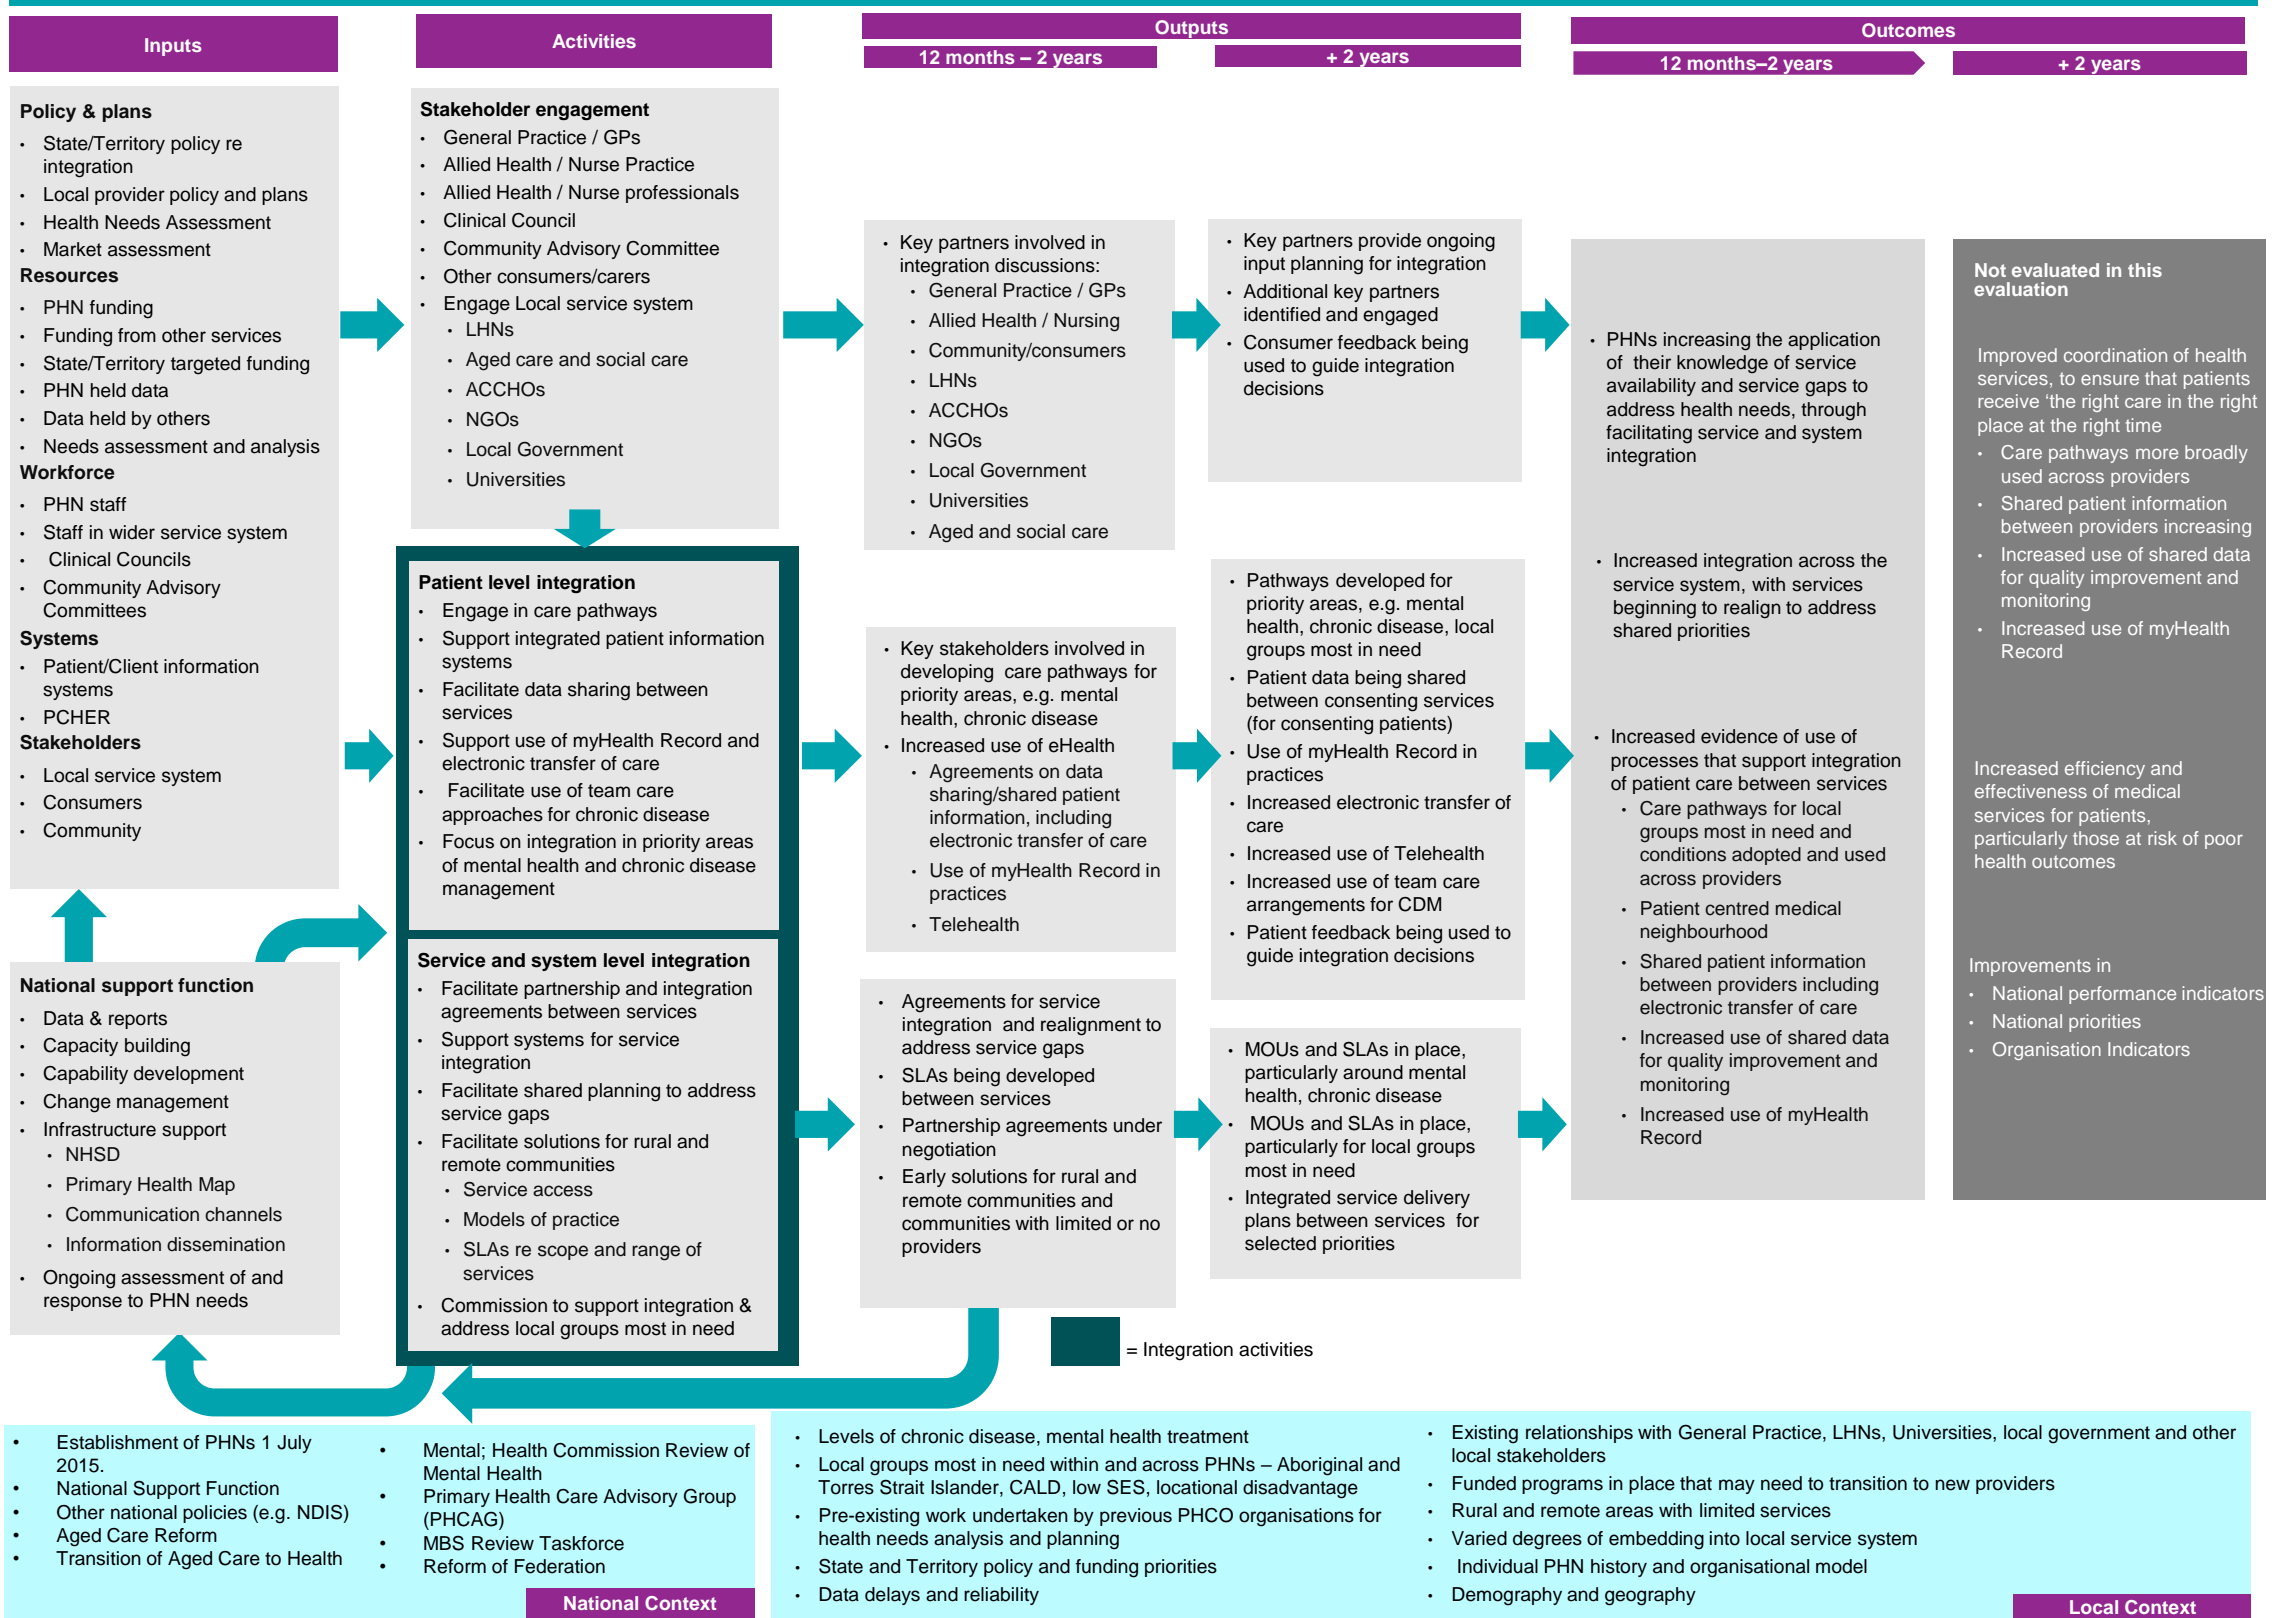 Inputs
Activities
Outputs
12 months – 2 years
+ 2 years
Outcomes
12 months–2 years
+ 2 years
Policy & plans
• State/Territory policy re
integration
• Local provider policy and plans
• Health Needs Assessment
• Market assessment
Resources
• PHN funding
• Funding from other services
• State/Territory targeted funding
• PHN held data
• Data held by others
• Needs assessment and analysis
Workforce
• PHN staff
• Staff in wider service system
• Clinical Councils
• Community Advisory
Committees
Systems
• Patient/Client information
systems
• PCHER
Stakeholders
• Local service system
• Consumers
• Community
National support function
• Data & reports
• Capacity building
• Capability development
• Change management
• Infrastructure support
• NHSD
• Primary Health Map
• Communication channels
• Information dissemination
• Ongoing assessment of and
response to PHN needs
Stakeholder engagement
• General Practice / GPs
• Allied Health / Nurse Practice
• Allied Health / Nurse professionals
• Clinical Council
• Community Advisory Committee
• Other consumers/carers
• Engage Local service system
• LHNs
• Aged care and social care
• ACCHOs
• NGOs
• Local Government
• Universities
Patient level integration
• Engage in care pathways
• Support integrated patient information
systems
• Facilitate data sharing between
services
• Support use of myHealth Record and
electronic transfer of care
• Facilitate use of team care
approaches for chronic disease
• Focus on integration in priority areas
of mental health and chronic disease
management
Service and system level integration
• Facilitate partnership and integration
agreements between services
• Support systems for service
integration
• Facilitate shared planning to address
service gaps
• Facilitate solutions for rural and
remote communities
• Service access
• Models of practice
• SLAs re scope and range of
services
• Commission to support integration &
address local groups most in need
• Key partners involved in
integration discussions:
• General Practice / GPs
• Allied Health / Nursing
• Community/consumers
• LHNs
• ACCHOs
• NGOs
• Local Government
• Universities
• Aged and social care
• Key stakeholders involved in
developing care pathways for
priority areas, e.g. mental
health, chronic disease
• Increased use of eHealth
• Agreements on data
sharing/shared patient
information, including
electronic transfer of care
• Use of myHealth Record in
practices
• Telehealth
• Agreements for service
integration and realignment to
address service gaps
• SLAs being developed
between services
• Partnership agreements under
negotiation
• Early solutions for rural and
remote communities and
communities with limited or no
providers
• Key partners provide ongoing
input planning for integration
• Additional key partners
identified and engaged
• Consumer feedback being
used to guide integration
decisions
• Pathways developed for
priority areas, e.g. mental
health, chronic disease, local
groups most in need
• Patient data being shared
between consenting services
(for consenting patients)
• Use of myHealth Record in
practices
• Increased electronic transfer of
care
• Increased use of Telehealth
• Increased use of team care
arrangements for CDM
• Patient feedback being used to
guide integration decisions
• MOUs and SLAs in place,
particularly around mental
health, chronic disease
• MOUs and SLAs in place,
particularly for local groups
most in need
• Integrated service delivery
plans between services for
selected priorities
• PHNs increasing the application
of their knowledge of service
availability and service gaps to
address health needs, through
facilitating service and system
integration
• Increased integration across the
service system, with services
beginning to realign to address
shared priorities
• Increased evidence of use of
processes that support integration
of patient care between services
• Care pathways for local
groups most in need and
conditions adopted and used
across providers
• Patient centred medical
neighbourhood
• Shared patient information
between providers including
electronic transfer of care
• Increased use of shared data
for quality improvement and
monitoring
• Increased use of myHealth
Record
Not evaluated in this
evaluation
Improved coordination of health
services, to ensure that patients
receive ‘the right care in the right
place at the right time
• Care pathways more broadly
used across providers
• Shared patient information
between providers increasing
• Increased use of shared data
for quality improvement and
monitoring
• Increased use of myHealth
Record
Increased efficiency and
effectiveness of medical
services for patients,
particularly those at risk of poor
health outcomes
Improvements in
• National performance indicators
• National priorities
• Organisation Indicators
= Integration activities
• Establishment of PHNs 1 July
2015.
• National Support Function
• Other national policies (e.g. NDIS)
• Aged Care Reform
• Transition of Aged Care to Health
• Mental; Health Commission Review of
Mental Health
• Primary Health Care Advisory Group
(PHCAG)
• MBS Review Taskforce
• Reform of Federation
National Context
• Levels of chronic disease, mental health treatment
• Local groups most in need within and across PHNs – Aboriginal and
Torres Strait Islander, CALD, low SES, locational disadvantage
• Pre-existing work undertaken by previous PHCO organisations for
health needs analysis and planning
• State and Territory policy and funding priorities
• Data delays and reliability
• Existing relationships with General Practice, LHNs, Universities, local government and other
local stakeholders
• Funded programs in place that may need to transition to new providers
• Rural and remote areas with limited services
• Varied degrees of embedding into local service system
• Individual PHN history and organisational model
• Demography and geography
Local Context